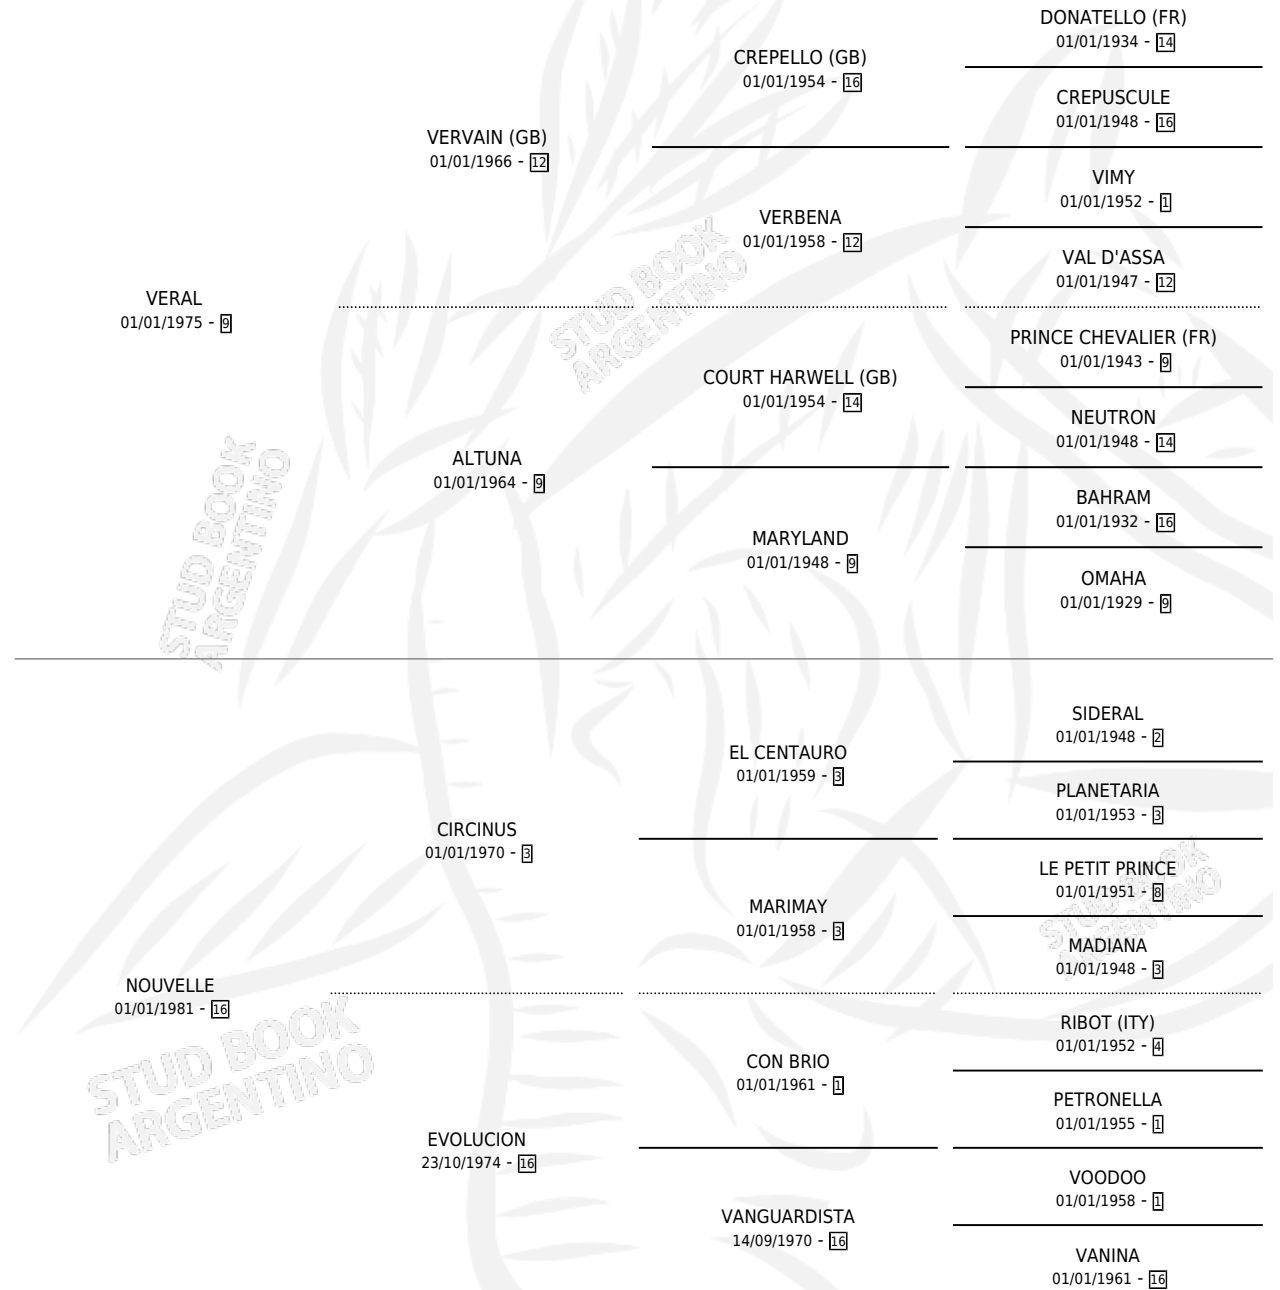 DONATELLO (FR)
01/01/1934 - 14
CREPELLO (GB)
01/01/1954 - 16
CREPUSCULE
01/01/1948 - 16
VERVAIN (GB)
01/01/1966 - 12
VIMY
01/01/1952 - 1
VERBENA
01/01/1958 - 12
VAL D'ASSA
01/01/1947 - 12
VERAL
01/01/1975 - 9
PRINCE CHEVALIER (FR)
01/01/1943 - 9
COURT HARWELL (GB)
01/01/1954 - 14
NEUTRON
01/01/1948 - 14
ALTUNA
01/01/1964 - 9
BAHRAM
01/01/1932 - 16
MARYLAND
01/01/1948 - 9
OMAHA
01/01/1929 - 9
SIDERAL
01/01/1948 - 2
EL CENTAURO
01/01/1959 - 3
PLANETARIA
01/01/1953 - 3
CIRCINUS
01/01/1970 - 3
LE PETIT PRINCE
01/01/1951 - 8
MARIMAY
01/01/1958 - 3
MADIANA
01/01/1948 - 3
NOUVELLE
01/01/1981 - 16
RIBOT (ITY)
01/01/1952 - 4
CON BRIO
01/01/1961 - 1
PETRONELLA
01/01/1955 - 1
EVOLUCION
23/10/1974 - 16
VOODOO
01/01/1958 - 1
VANGUARDISTA
14/09/1970 - 16
VANINA
01/01/1961 - 16
STUD BOOK
ARGENTINO
STUD BOOK
ARGENTINO
STUD BOOK
ARGENTINO
STUD BOOK
ARGENTINO